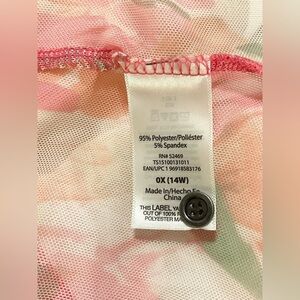 95% Polyester/Poliéster
5% Spandex
RN# 52469
TS15100131011
EAN/UPC 1 96918583176
0X (14W)
Made in/Hecho En
China
THIS LABEL
OUT OF 100%
POLYESTER